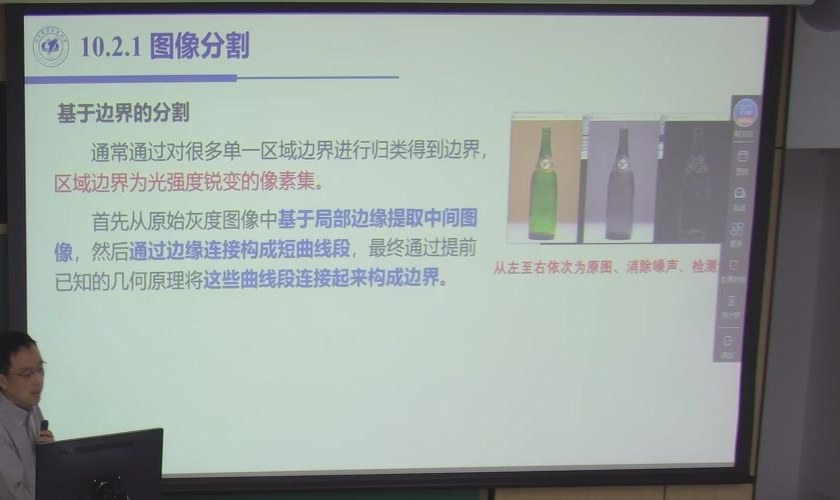 10.2.1 图像分割
基于边界的分割
通常通过对很多单一区域边界进行归类得到边界，
区域边界为光强度锐变的像素集。
首先从原始灰度图像中基于局部边缘提取中间图
像，然后通过边缘连接构成短曲线段，最终通过提前
已知的几何原理将这些曲线段连接起来构成边界。
从左至右依次为原图、消除噪声、检测